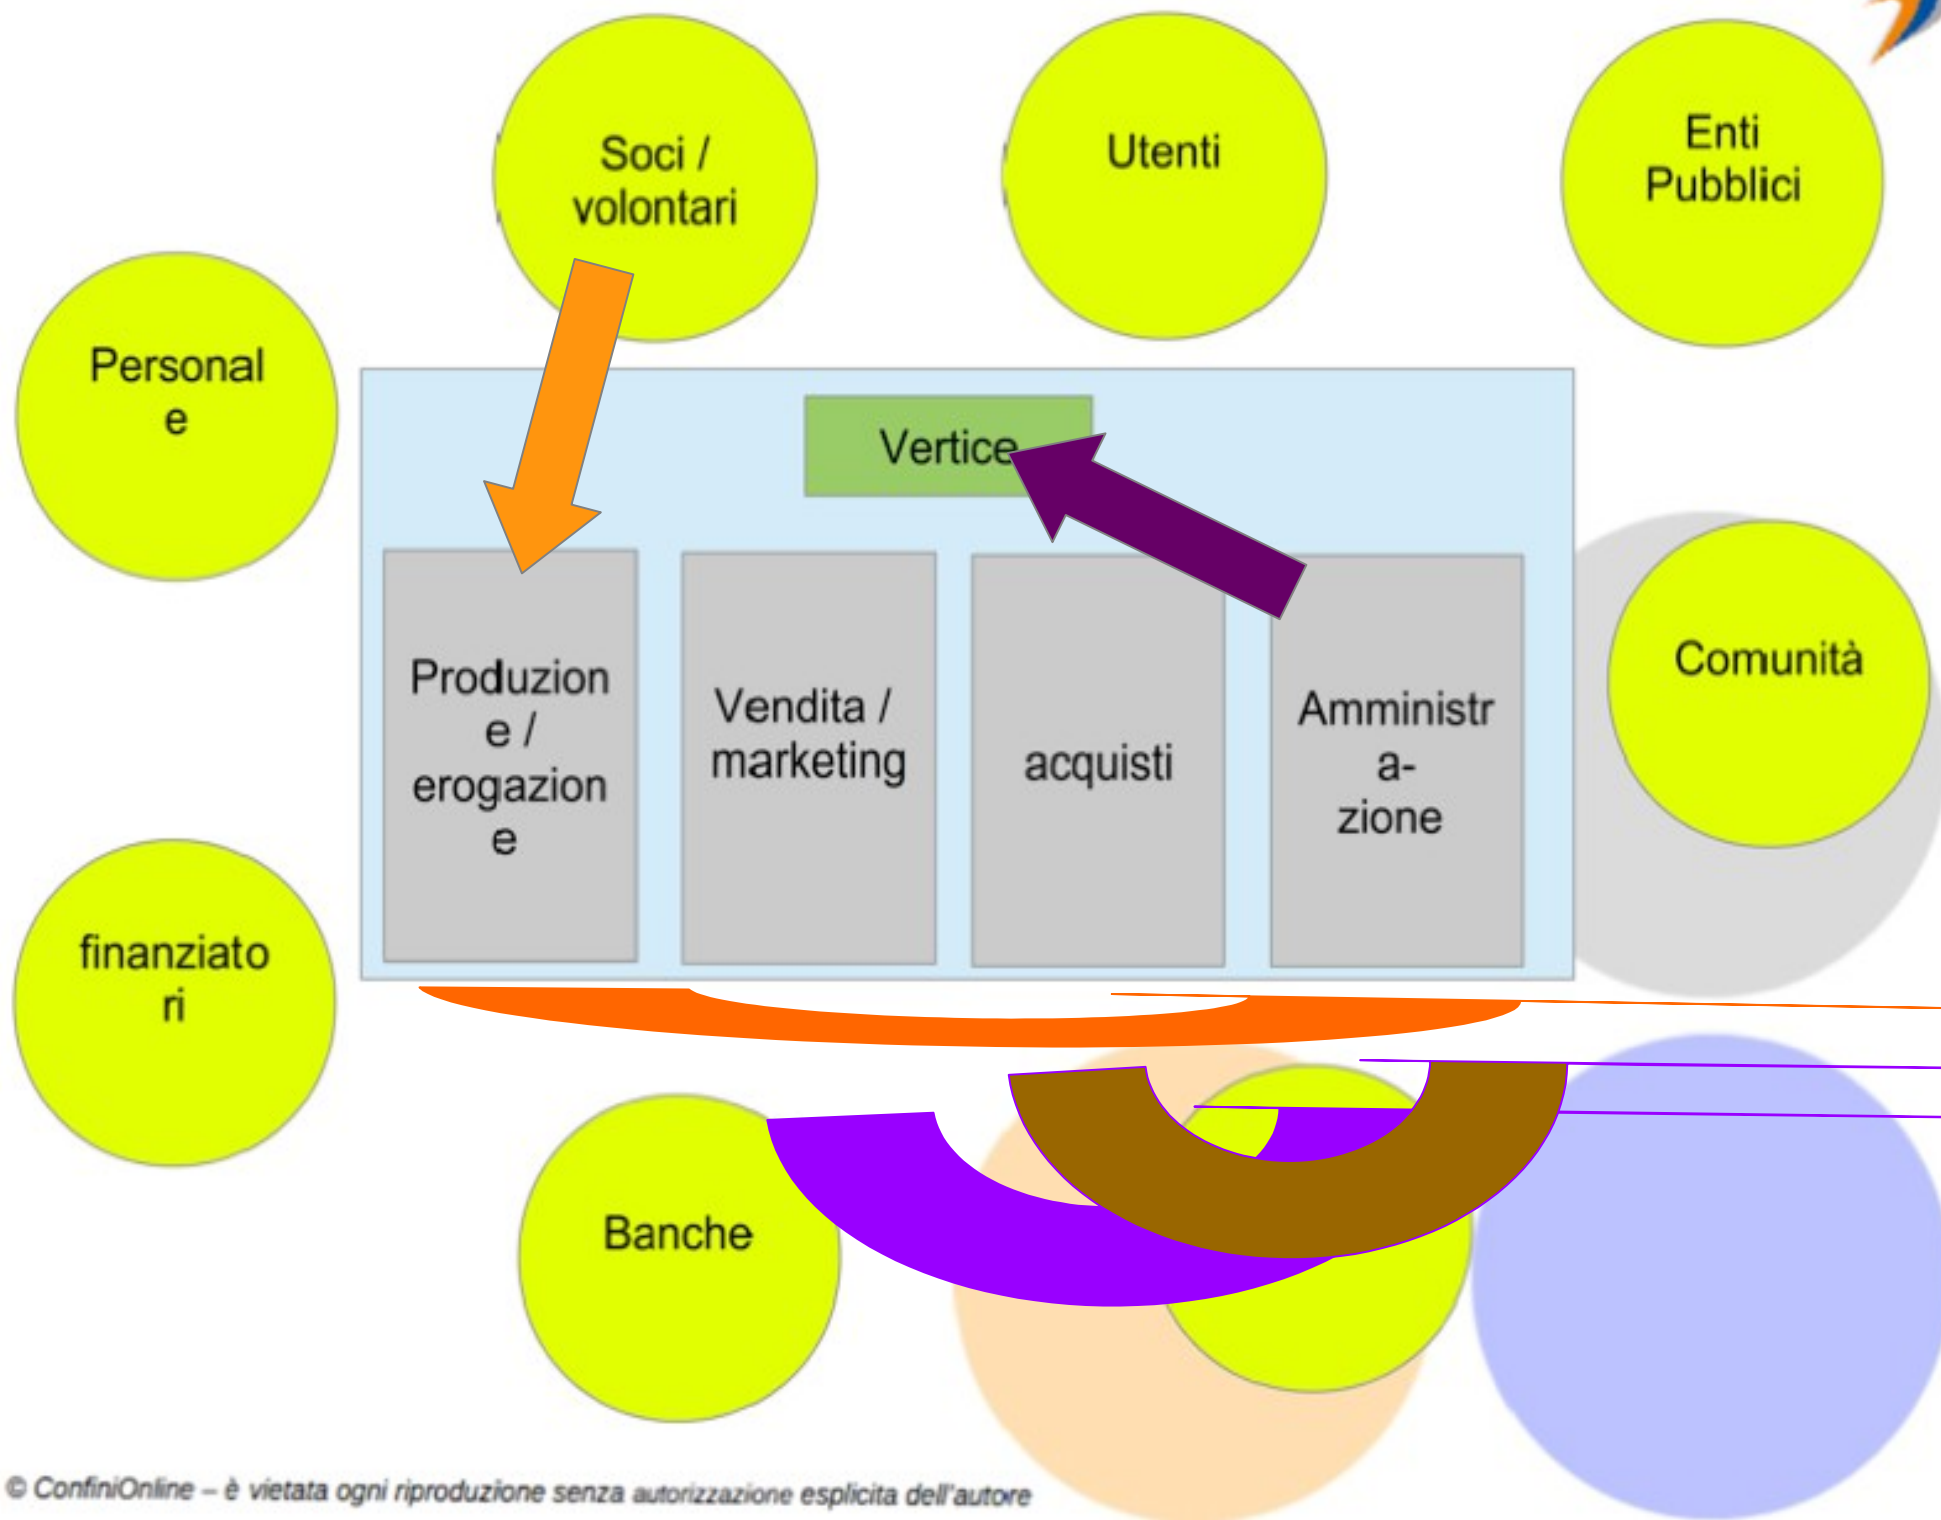 Soci /
volontari
Utenti
Enti
Pubblici
Personal
e
Vertice
Produzion
e /
erogazion
e
Vendita /
marketing
acquisti
Amministr
a-
zione
Comunità
finanziato
ri
Banche
© ConfiniOnline – è vietata ogni riproduzione senza autorizzazione esplicita dell'autore